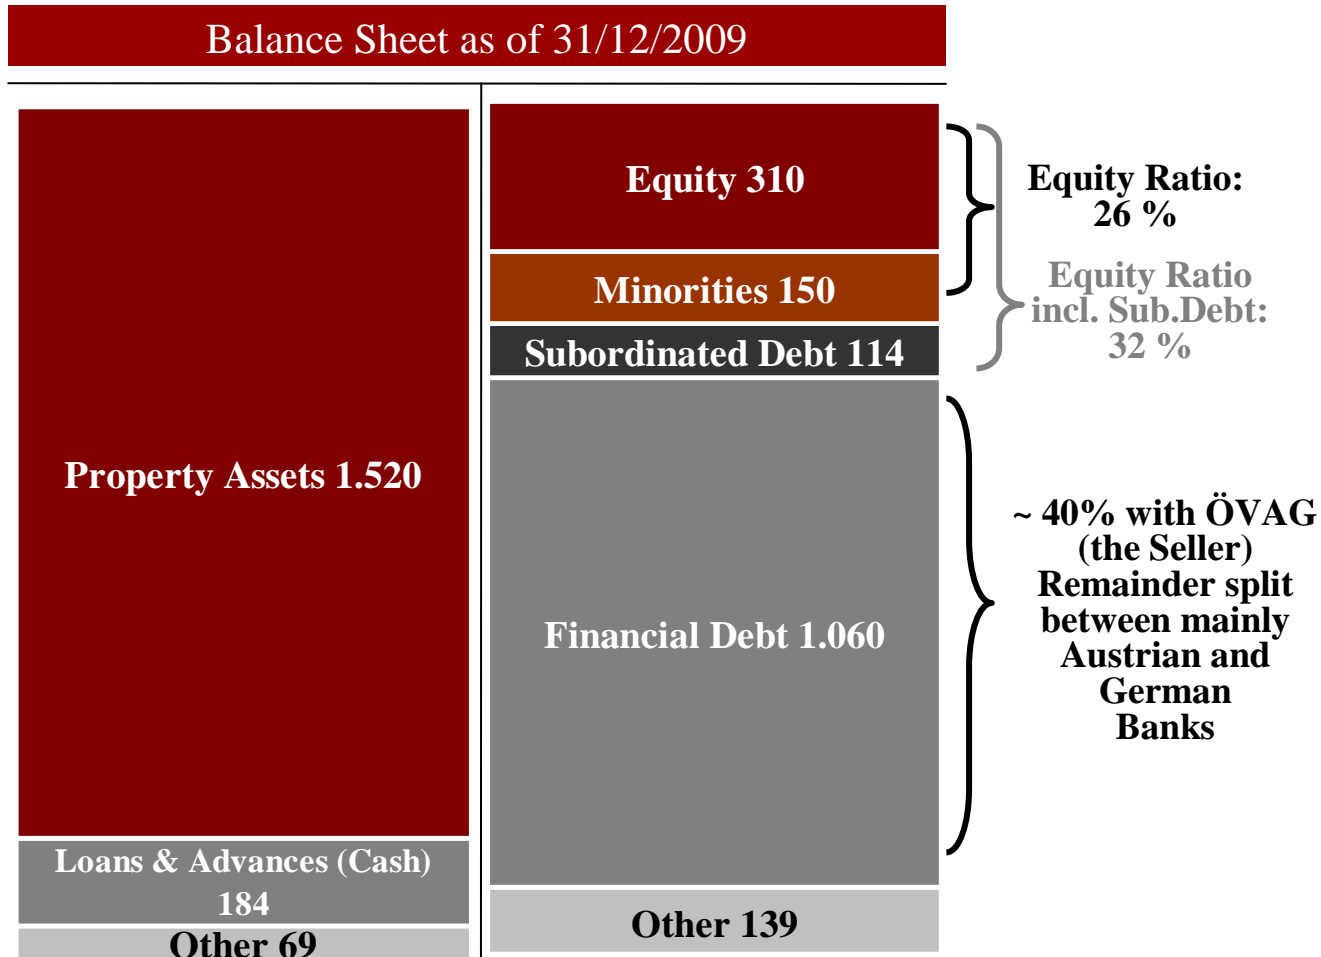 Balance Sheet as of 31/12/2009
Property Assets 1.520
Loans & Advances (Cash)
184
Other 69
Equity 310
Minorities 150
Subordinated Debt 114
Financial Debt 1.060
Other 139
Equity Ratio:
26 %
Equity Ratio
incl. Sub.Debt:
32 %
~ 40% with ÖVAG
(the Seller)
Remainder split
between mainly
Austrian and
German
Banks